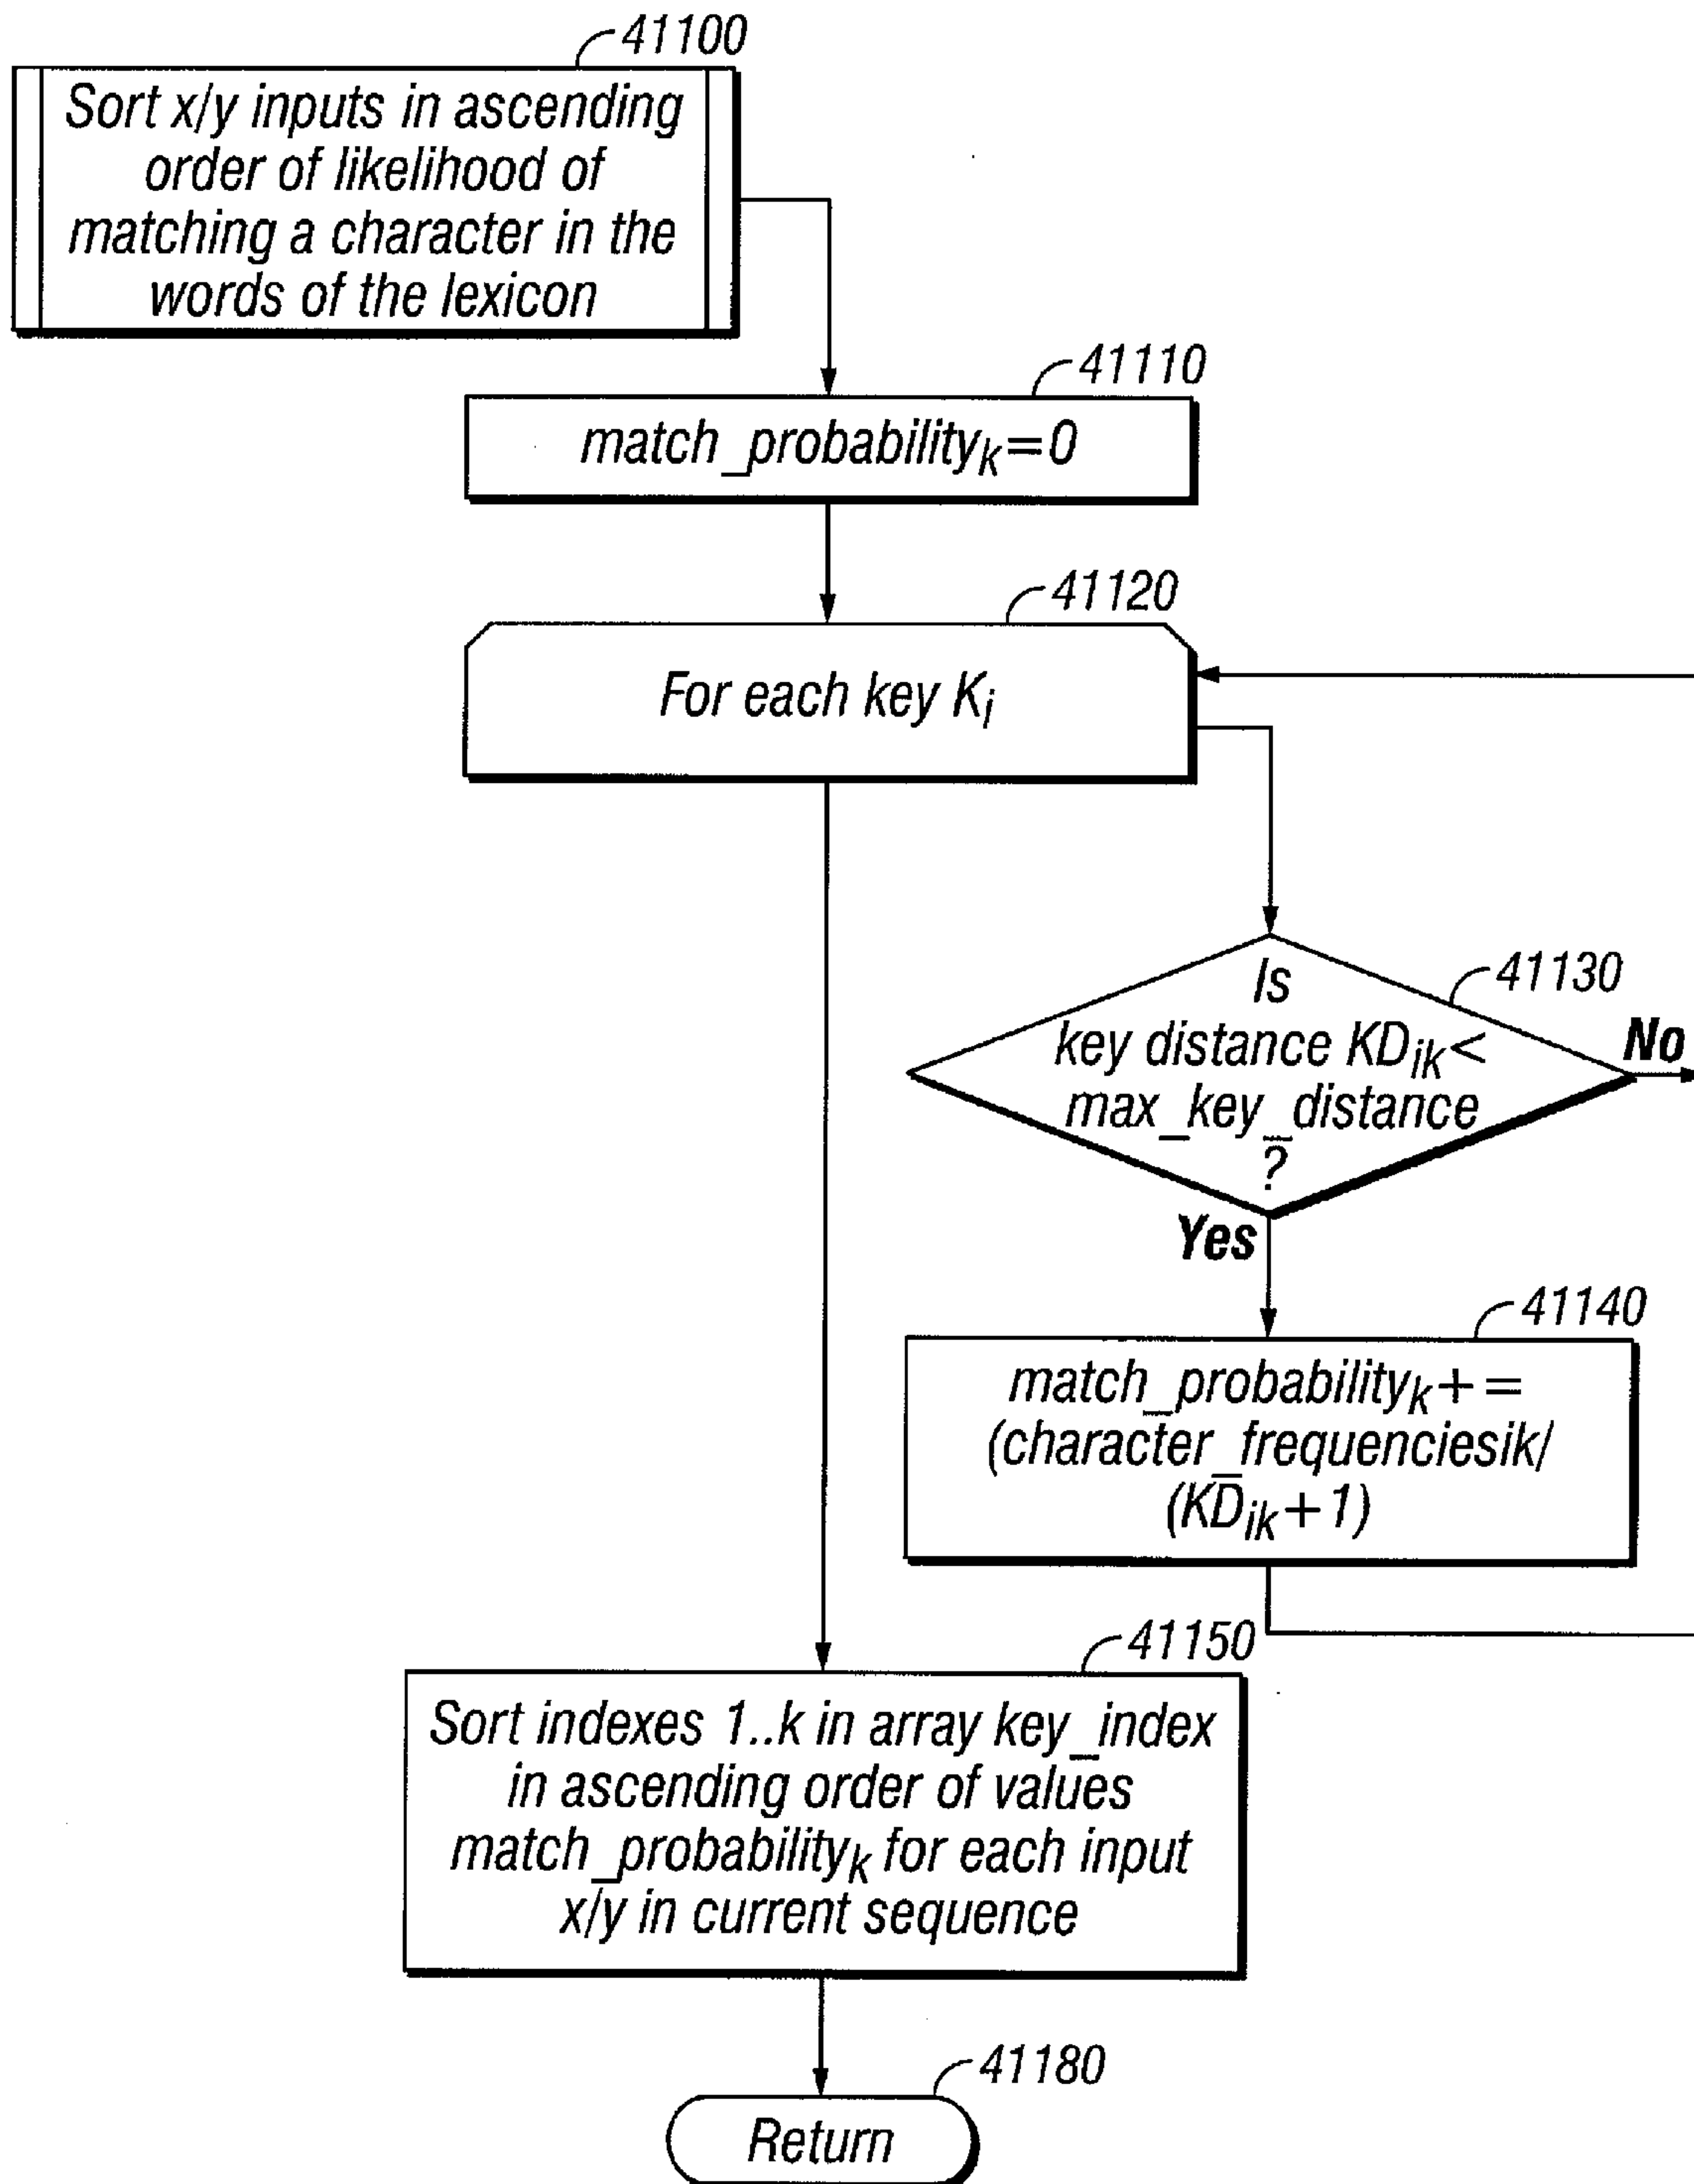 41100
Sort x/y inputs in ascending
order of likelihood of
matching a character in the
words of the lexicon
41110
match_probabilityk=0
41120
For each key Ki
41130
Is
key distance KDik<
max_key_distance
?
No
Yes
41140
match_probabilityk+=
(character_frequenciesik/
(KDik+1)
41150
Sort indexes 1..k in array key_index
in ascending order of values
match_probabilityk for each input
x/y in current sequence
41180
Return